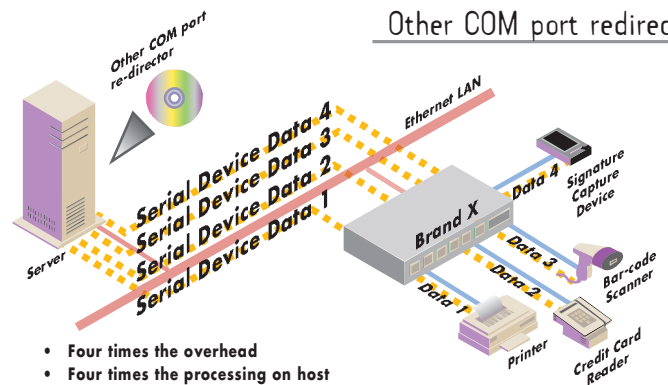 Other COM port redirec
Other COM port
re-director
Ethernet LAN
Serial Device Data 4
Serial Device Data 3
Serial Device Data 2
Serial Device Data 1
Server
Brand X
Data 4
Signature
Capture
Device
Data 3
Bar-code
Scanner
Data 2
Credit Card
Reader
Data 1
Printer
• Four times the overhead
• Four times the processing on host